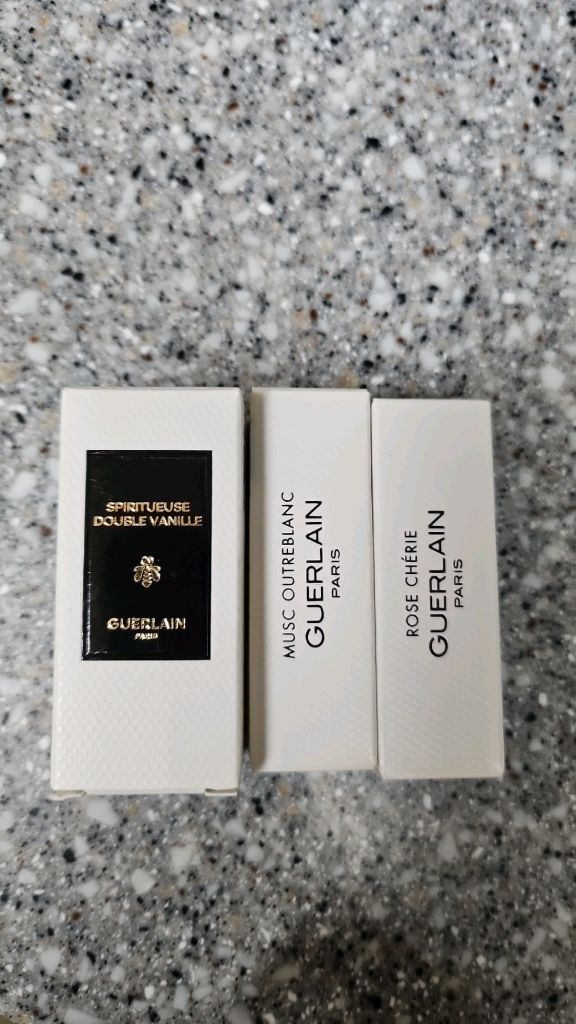 SPIRITUEUSE
DOUBLE VANILLE
GUERLAIN
PARIS
MUSC OUTREBLANC
GUERLAIN
PARIS
ROSE CHÉRIE
GUERLAIN
PARIS